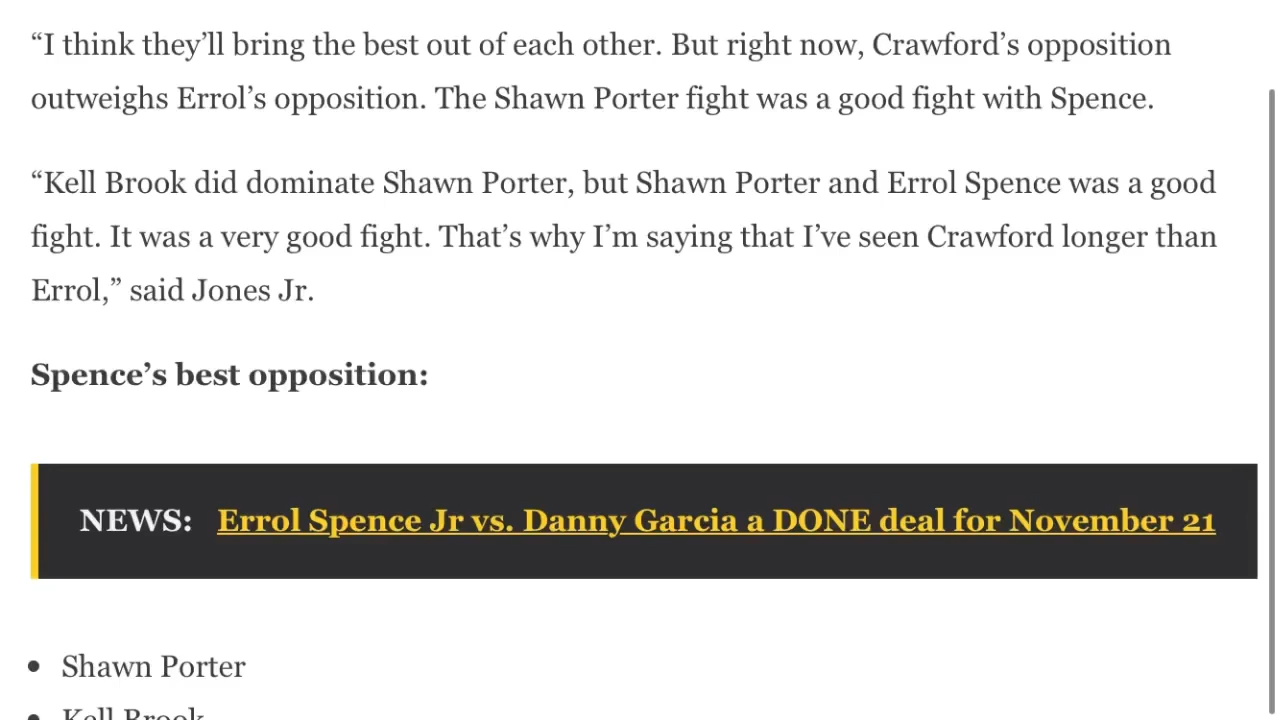 “I think they’ll bring the best out of each other. But right now, Crawford’s opposition
outweighs Errol’s opposition. The Shawn Porter fight was a good fight with Spence.
“Kell Brook did dominate Shawn Porter, but Shawn Porter and Errol Spence was a good
fight. It was a very good fight. That’s why I’m saying that I’ve seen Crawford longer than
Errol,” said Jones Jr.
Spence’s best opposition:
NEWS: Errol Spence Jr vs. Danny Garcia a DONE deal for November 21
• Shawn Porter
• Kell Brook